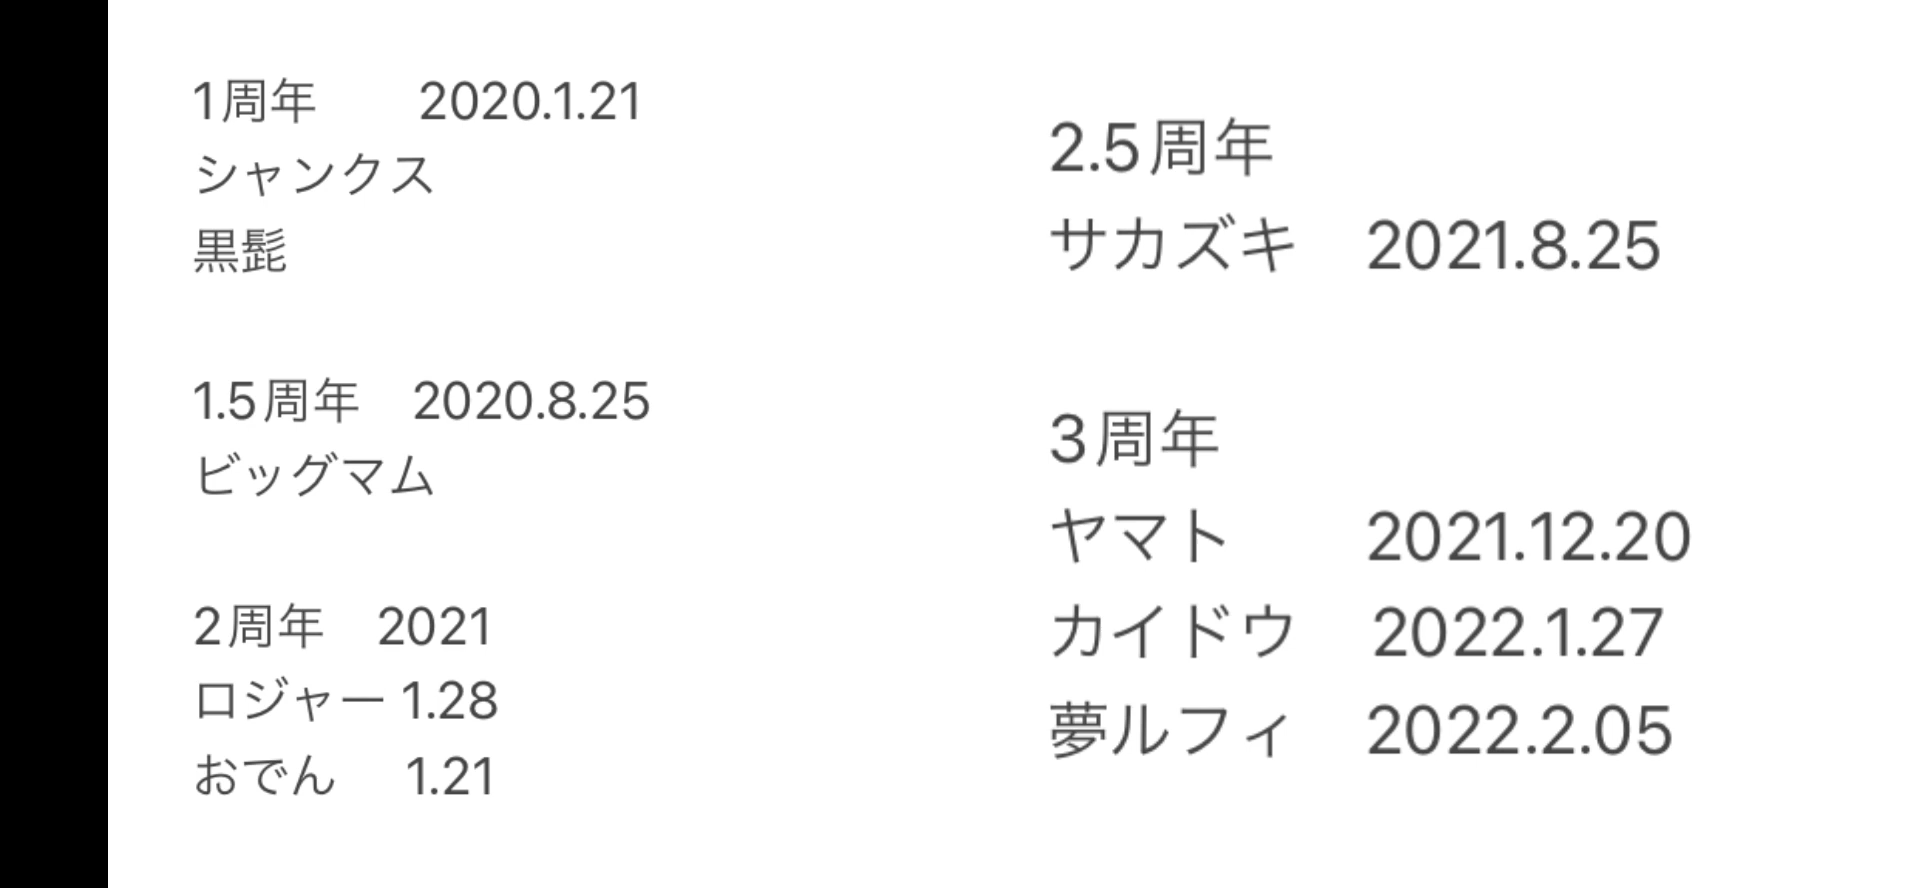 1周年　　2020.1.21
シャンクス
黒髭
1.5周年　2020.8.25
ビッグマム
2周年　2021
ロジャー 1.28
おでん　 1.21
2.5周年
サカズキ　2021.8.25
3周年
ヤマト　　2021.12.20
カイドウ　2022.1.27
夢ルフィ　2022.2.05